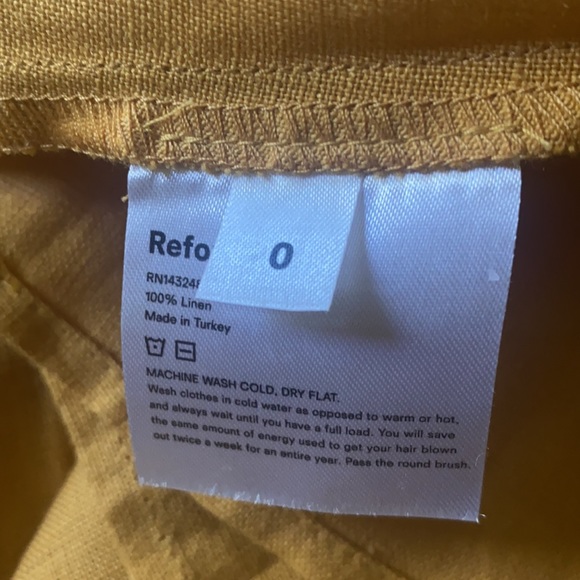 Refo
0
RN14324
100% Linen
Made in Turkey
MACHINE WASH COLD, DRY FLAT.
Wash clothes in cold water as opposed to warm or hot,
and always wait until you have a full load. You will save
the same amount of energy used to get your hair blown
out twice a week for an entire year. Pass the round brush.